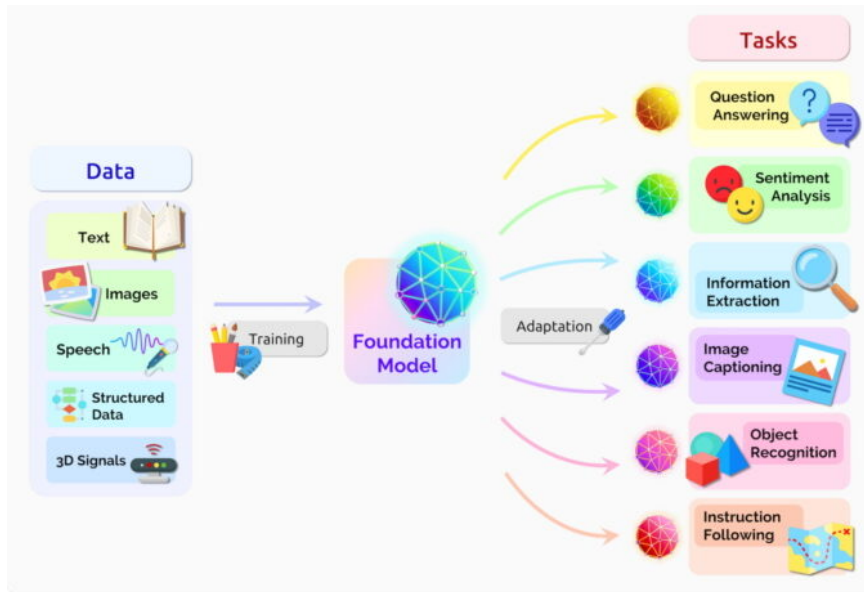 Data
Text
Images
Speech
Structured
Data
3D Signals
Training
Foundation
Model
Adaptation
Tasks
Question
Answering
?
Sentiment
Analysis
Information
Extraction
Image
Captioning
Object
Recognition
Instruction
Following